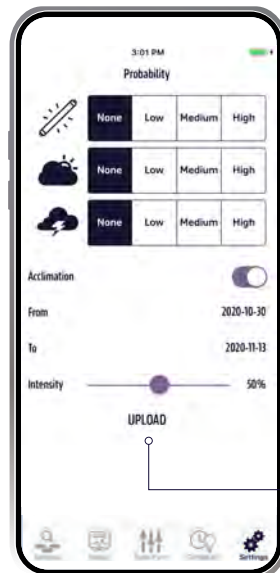 3:01 PM
Probability
None Low Medium High
None Low Medium High
None Low Medium High
Acclimation
From 2020-10-30
To 2020-11-13
Intensity 50%
UPLOAD
Settings